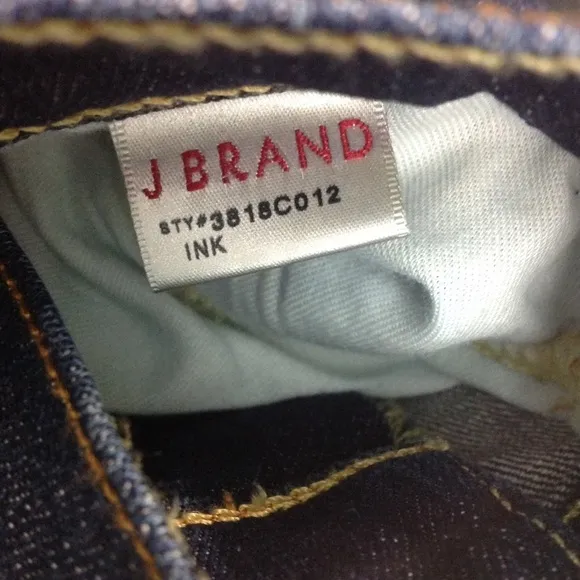 J BRAND
STY#3818C012
INK